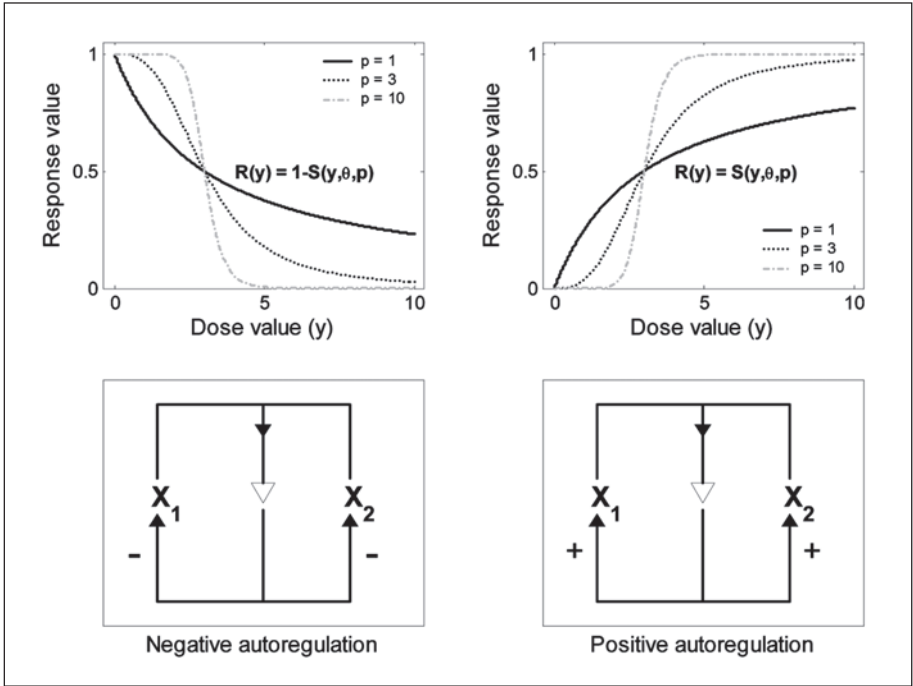 1
0.5
0
Response value
p = 1
p = 3
p = 10
R(y) = 1-S(y,θ,p)
0 5 10
Dose value (y)
1
0.5
0
Response value
R(y) = S(y,θ,p)
p = 1
p = 3
p = 10
0 5 10
Dose value (y)
X1 X2
- -
Negative autoregulation
X1 X2
+ +
Positive autoregulation